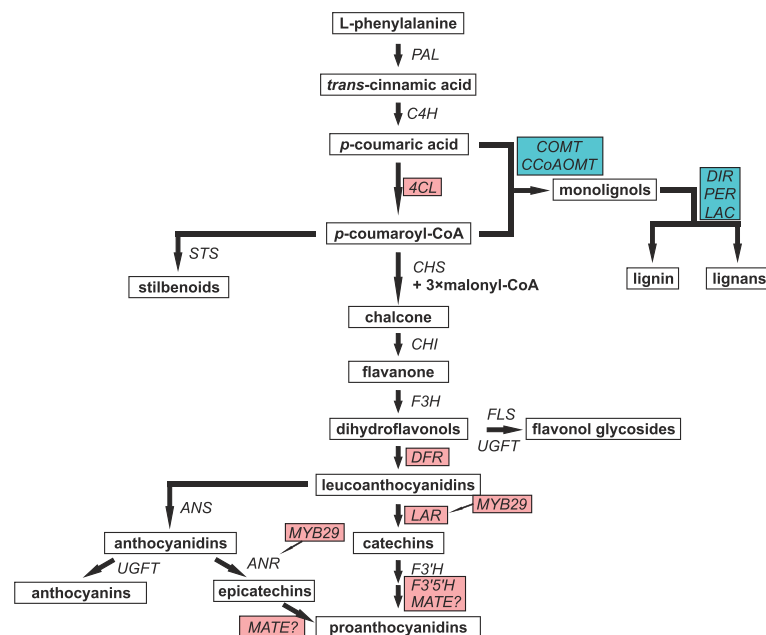 L-phenylalanine
PAL
trans-cinnamic acid
C4H
p-coumaric acid
COMT
CCoAOMT
4CL
monolignols
DIR
PER
LAC
p-coumaroyl-CoA
STS
CHS
+ 3×malonyl-CoA
stilbenoids
lignin
lignans
chalcone
CHI
flavanone
F3H
dihydroflavonols
FLS
UGFT
flavonol glycosides
DFR
leucoanthocyanidins
ANS
LAR
MYB29
anthocyanidins
MYB29
catechins
UGFT
ANR
F3'H
anthocyanins
epicatechins
F3'5'H
MATE?
MATE?
proanthocyanidins